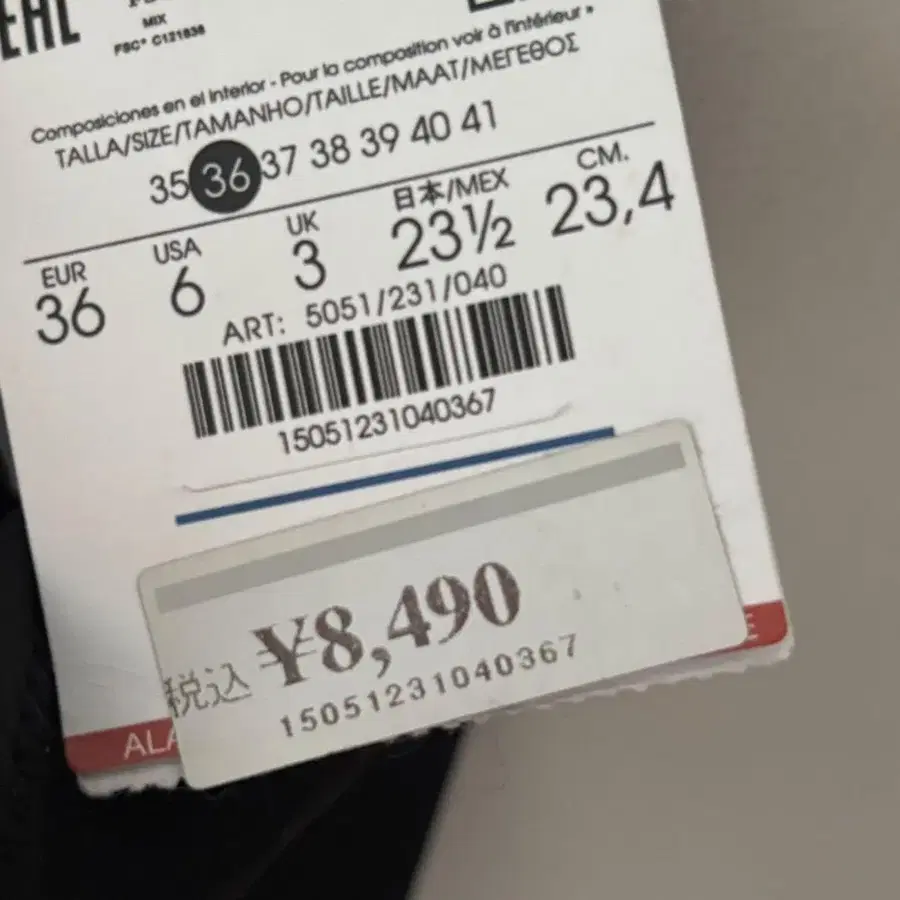 EAC
MIX
FSC® C121838
Composiciones en el interior - Pour la composition voir à l'intérieur •
TALLA/SIZE/TAMANHO/TAILLE/MAAT/ΜΕΓΕΘΟΣ
35 36 37 38 39 40 41
EUR USA UK 日本/MEX CM.
36 6 3 23½ 23,4
ART: 5051/231/040
15051231040367
税込 ¥8,490
15051231040367